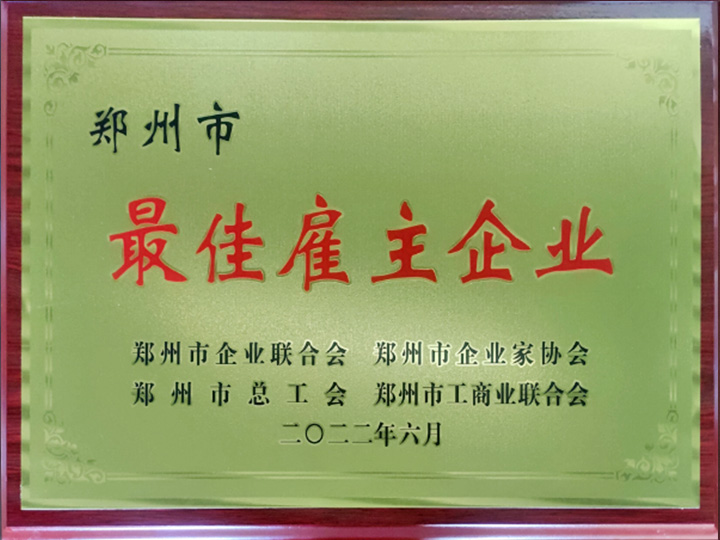 郑州市
最佳雇主企业
郑州市企业联合会 郑州市企业家协会
郑州市总工会 郑州市工商业联合会
二〇二二年六月